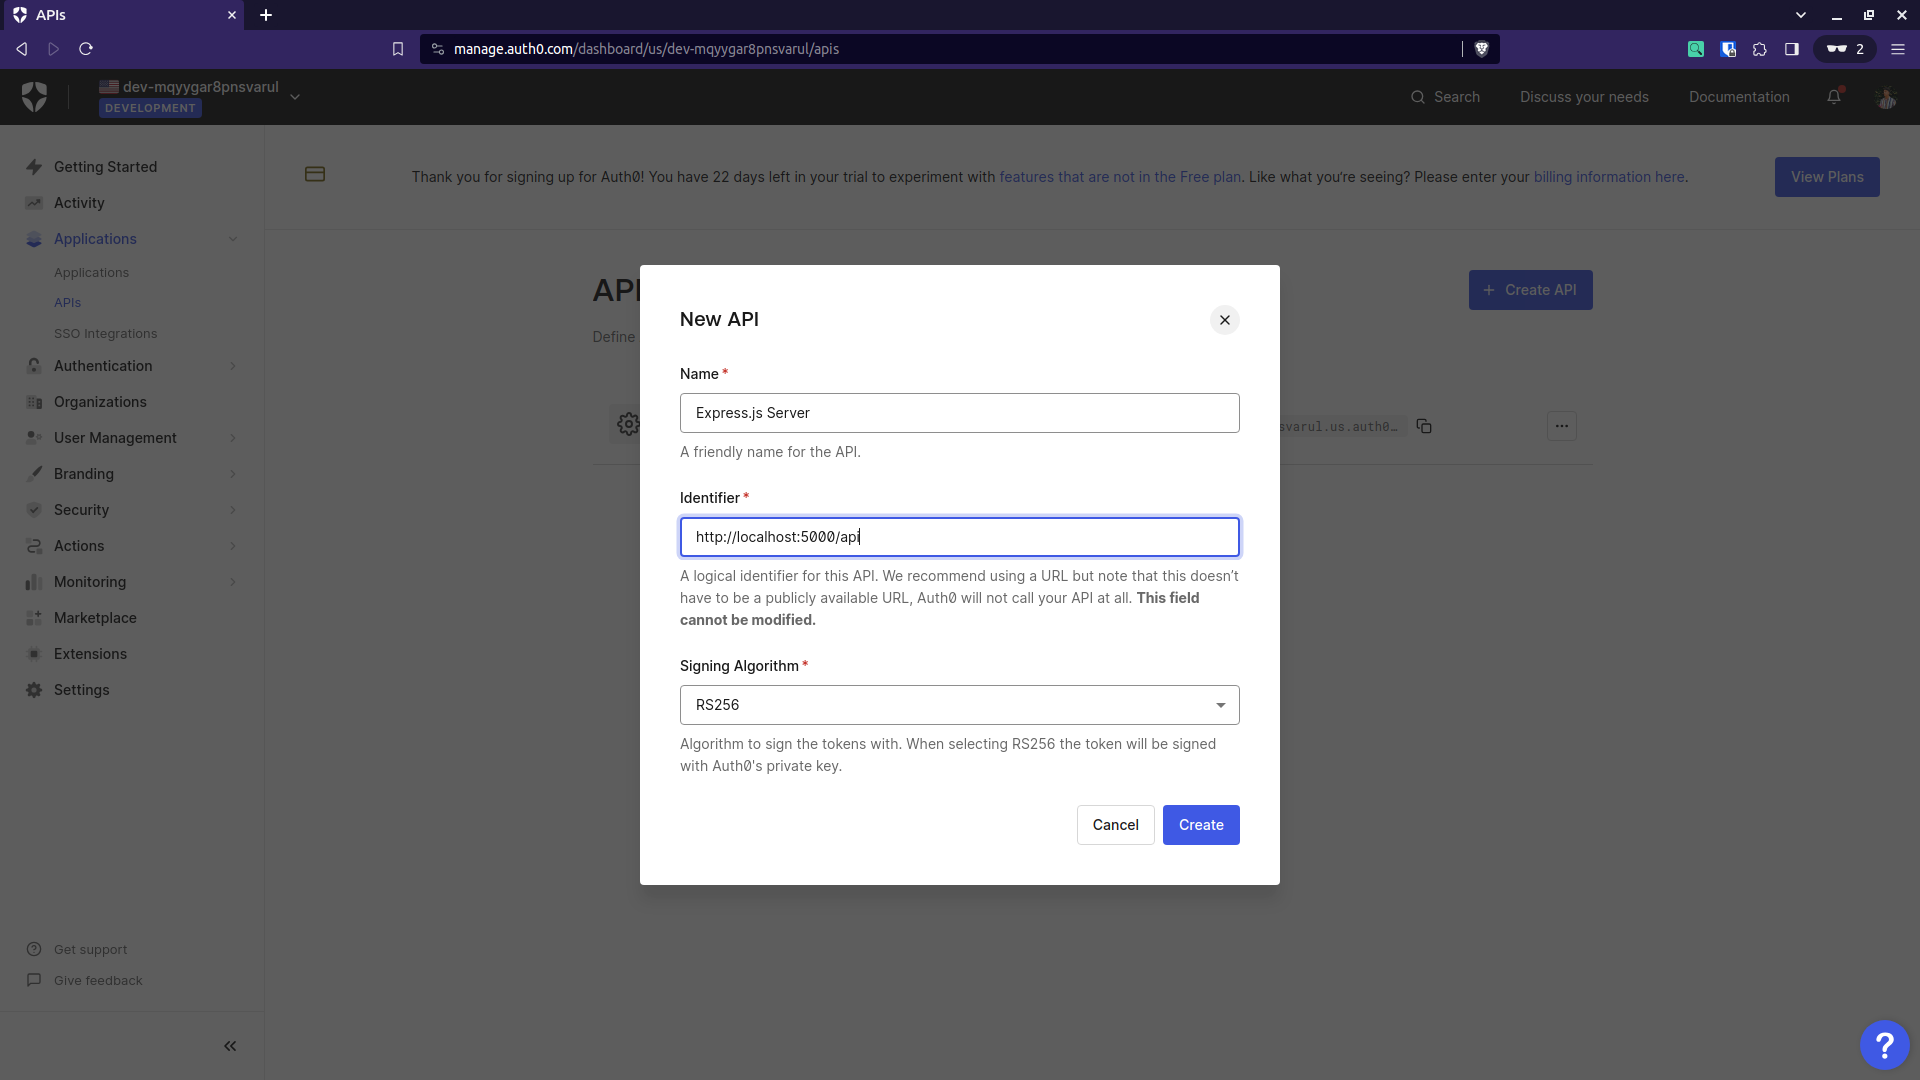 APIs
manage.auth0.com/dashboard/us/dev-mqyygar8pnsvarul/apis
2
dev-mqyygar8pnsvarul
DEVELOPMENT
Search
Discuss your needs
Documentation
Getting Started
Activity
Applications
Applications
APIs
SSO Integrations
Authentication
Organizations
User Management
Branding
Security
Actions
Monitoring
Marketplace
Extensions
Settings
Get support
Give feedback
Thank you for signing up for Auth0! You have 22 days left in your trial to experiment with features that are not in the Free plan. Like what you're seeing? Please enter your billing information here.
View Plans
API
+ Create API
Define
svarul.us.auth0…
New API
Name *
Express.js Server
A friendly name for the API.
Identifier *
http://localhost:5000/api
A logical identifier for this API. We recommend using a URL but note that this doesn’t
have to be a publicly available URL, Auth0 will not call your API at all. This field
cannot be modified.
Signing Algorithm *
RS256
Algorithm to sign the tokens with. When selecting RS256 the token will be signed
with Auth0's private key.
Cancel
Create
?